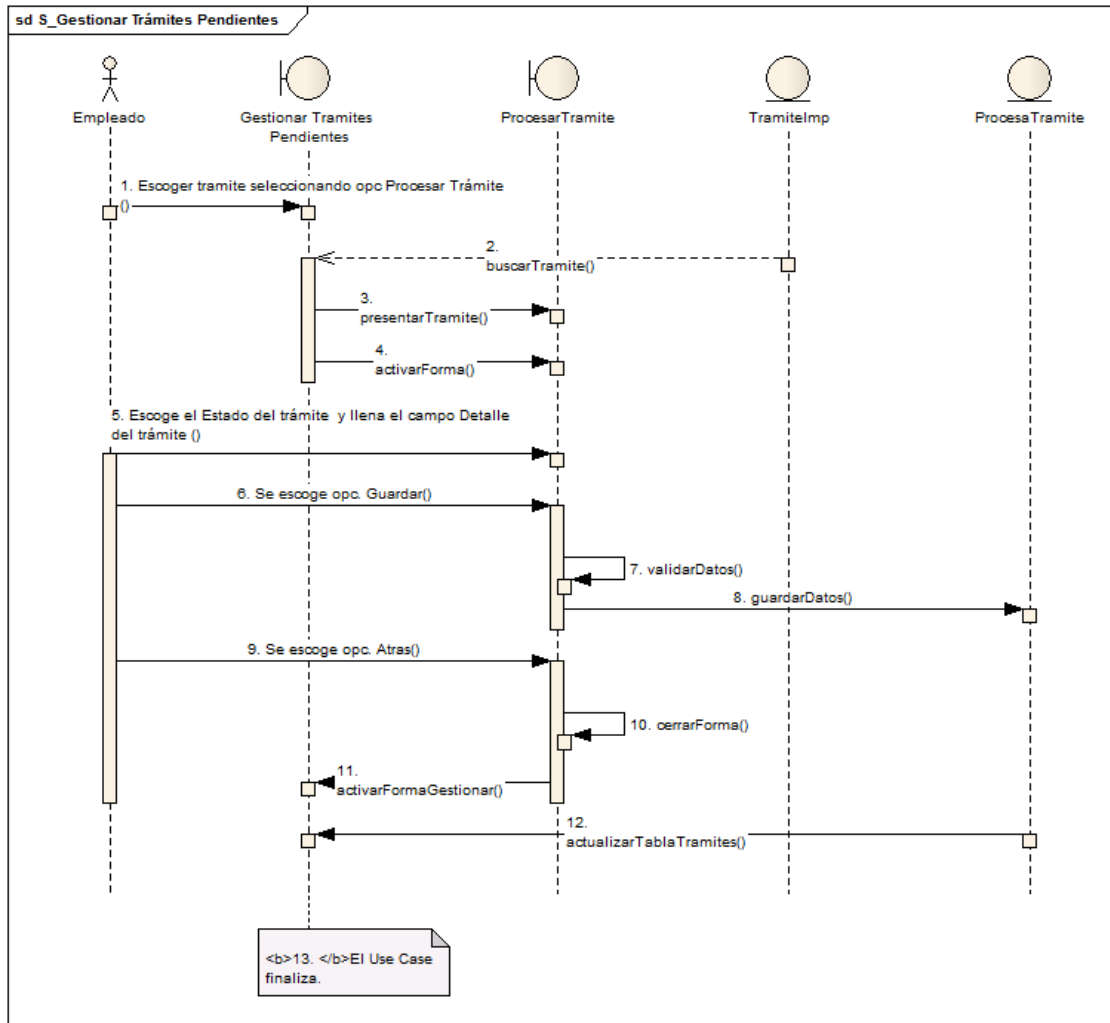 sd S_Gestionar Trámites Pendientes
Empleado
Gestionar Tramites
Pendientes
ProcesarTramite
TramiteImp
ProcesaTramite
1. Escoger tramite seleccionando opc Procesar Trámite
()
2.
buscarTramite()
3.
presentarTramite()
4.
activarForma()
5. Escoge el Estado del trámite y llena el campo Detalle
del trámite ()
6. Se escoge opc. Guardar()
7. validarDatos()
8. guardarDatos()
9. Se escoge opc. Atras()
10. cerrarForma()
11.
activarFormaGestionar()
12.
actualizarTablaTramites()
<b>13. </b>El Use Case
finaliza.